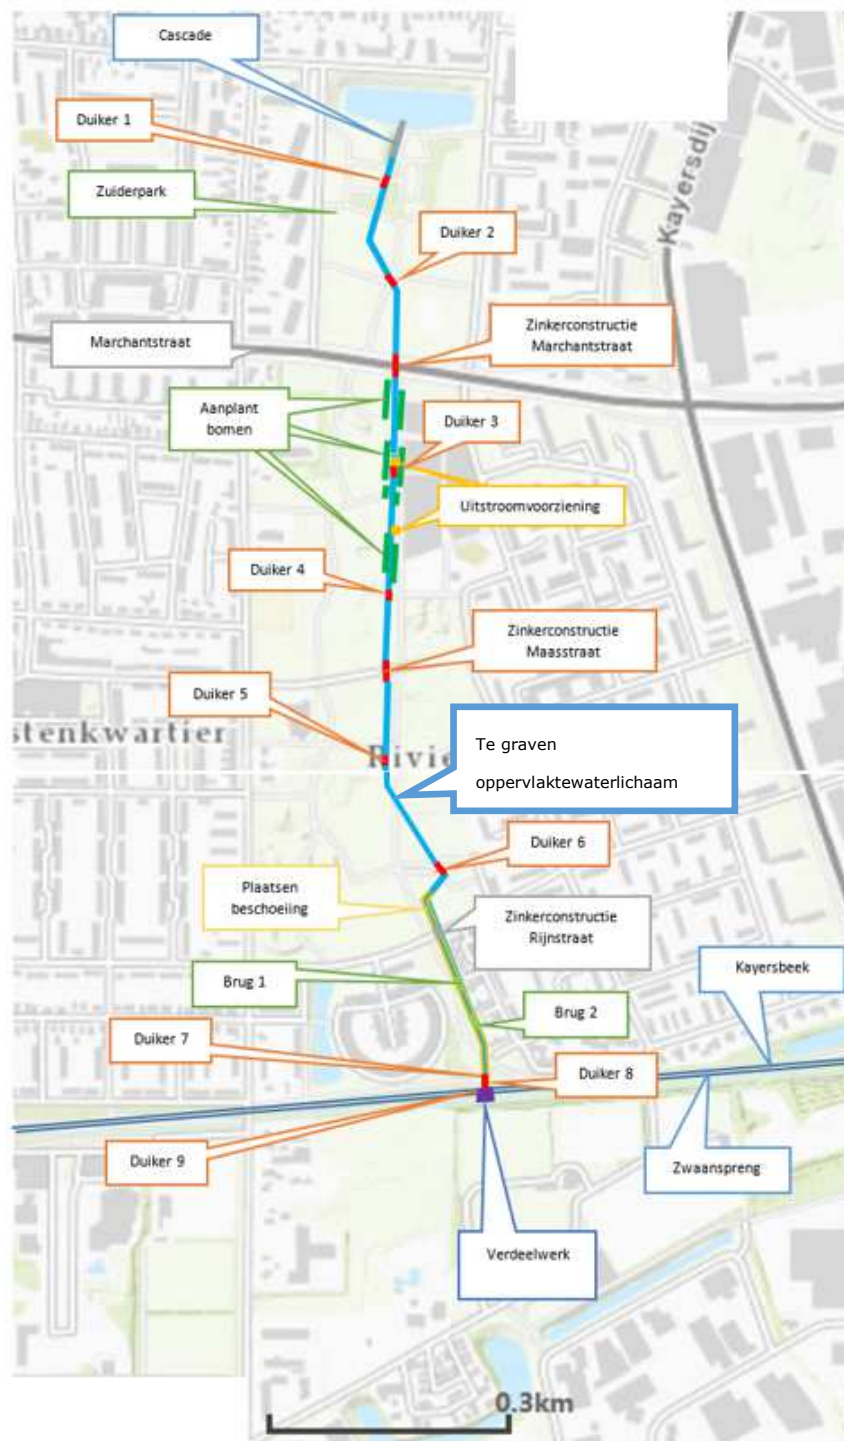 Cascade
Duiker 1
Zuiderpark
Kayersdij
Duiker 2
Zinkerconstructie
Marchantstraat
Marchantstraat
Aanplant
bomen
Duiker 3
Uitstroomvoorziening
Duiker 4
Zinkerconstructie
Maasstraat
Duiker 5
stenkwartier
Rivie
Te graven
oppervlaktewaterlichaam
Duiker 6
Plaatsen
beschoeiing
Zinkerconstructie
Rijnstraat
Kayersbeek
Brug 1
Brug 2
Duiker 7
Duiker 8
Duiker 9
Zwaanspreng
Verdeelwerk
0.3km